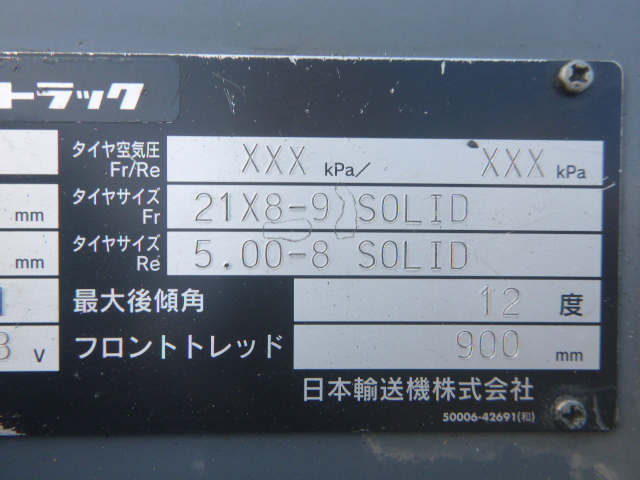 トラック
タイヤ空気圧 Fr/Re XXX kPa/ XXX kPa
mm タイヤサイズ Fr 21X8-9 SOLID
mm タイヤサイズ Re 5.00-8 SOLID
最大後傾角 12 度
V フロントトレッド 900 mm
日本輸送機株式会社
50006-42691(和)